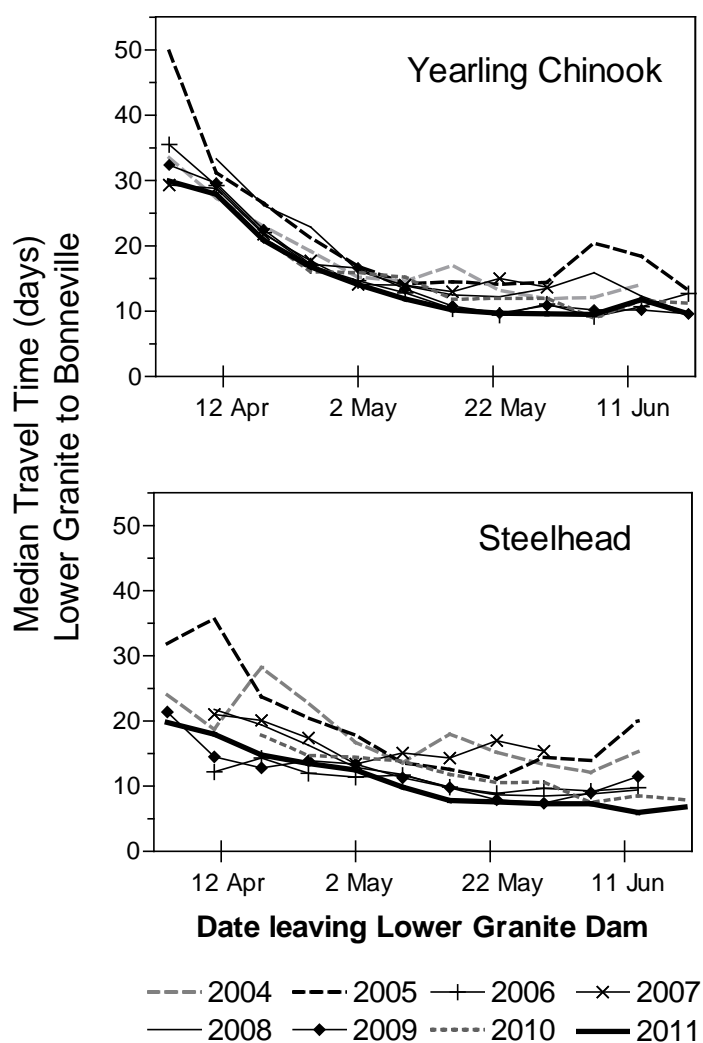 Median Travel Time (days)
Lower Granite to Bonneville
Yearling Chinook
50
40
30
20
10
0
12 Apr 2 May 22 May 11 Jun
Steelhead
50
40
30
20
10
0
12 Apr 2 May 22 May 11 Jun
Date leaving Lower Granite Dam
2004 2005 2006 2007
2008 2009 2010 2011